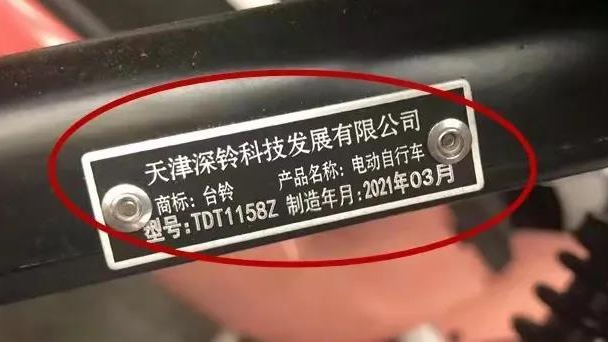 天津深铃科技发展有限公司
商标: 台铃 产品名称: 电动自行车
型号: TDT1158Z 制造年月: 2021年03月